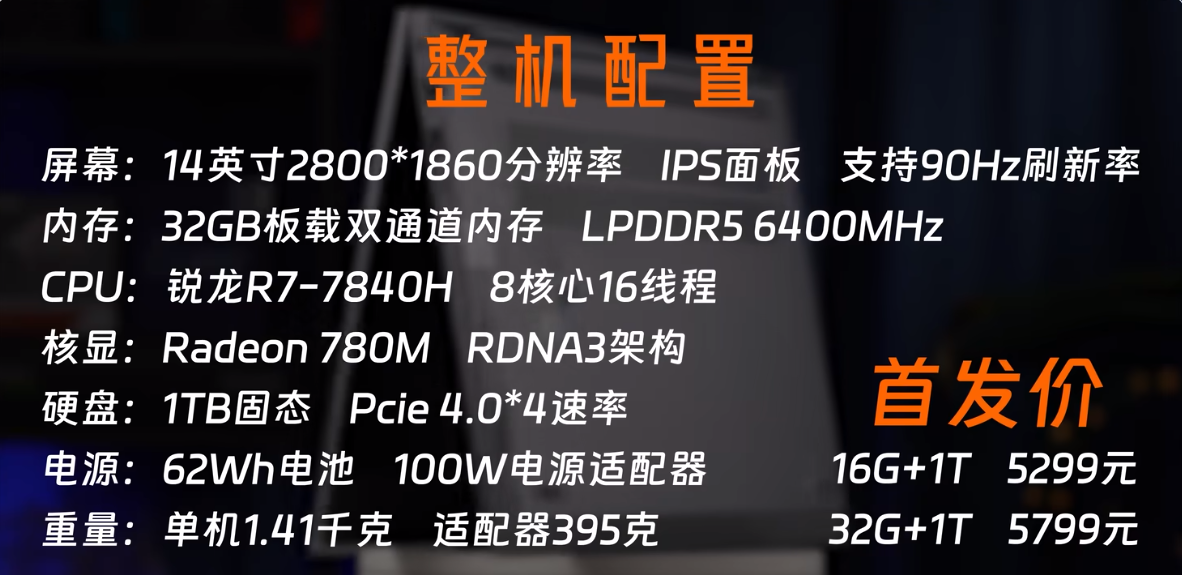 整机配置
屏幕：14英寸2800*1860分辨率 IPS面板 支持90Hz刷新率
内存：32GB板载双通道内存 LPDDR5 6400MHz
CPU：锐龙R7-7840H 8核心16线程
核显：Radeon 780M RDNA3架构
硬盘：1TB固态 Pcie 4.0*4速率
首发价
电源：62Wh电池 100W电源适配器 16G+1T 5299元
重量：单机1.41千克 适配器395克 32G+1T 5799元